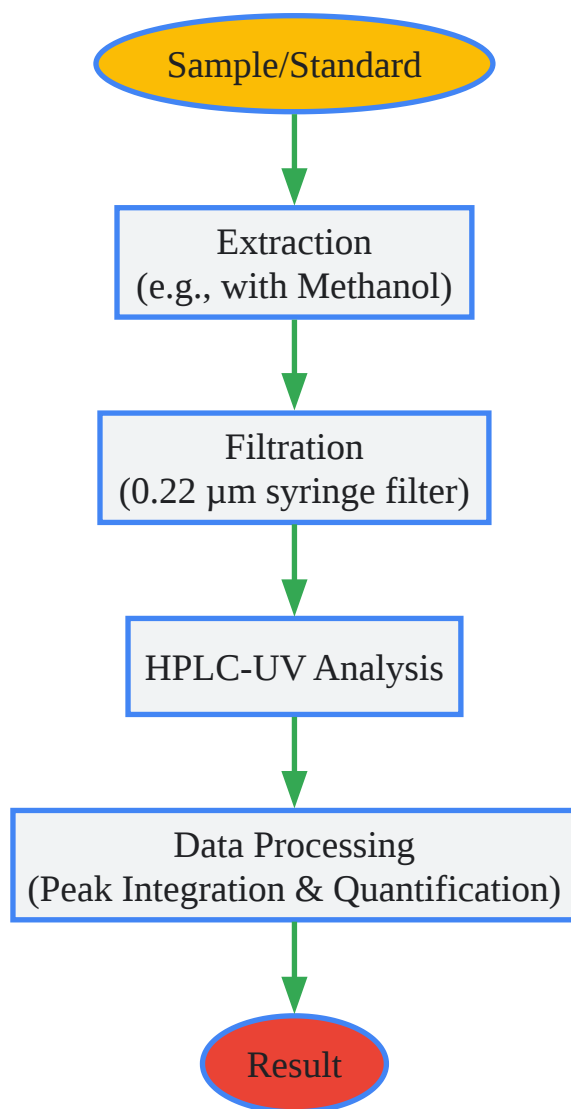 Sample/Standard
Extraction
(e.g., with Methanol)
Filtration
(0.22 µm syringe filter)
HPLC-UV Analysis
Data Processing
(Peak Integration & Quantification)
Result